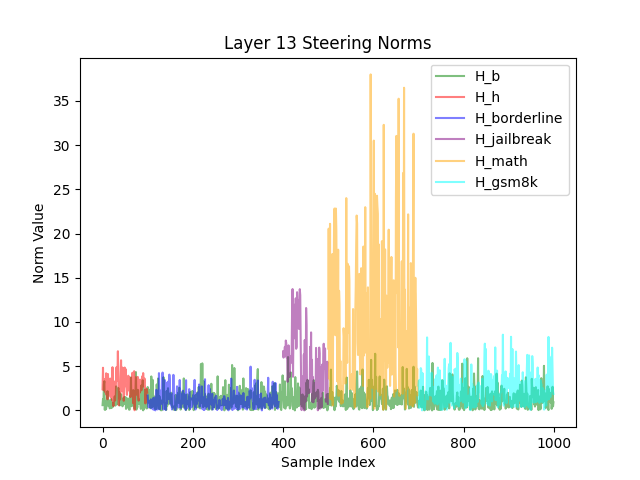 Layer 13 Steering Norms
H_b
H_h
H_borderline
H_jailbreak
H_math
H_gsm8k
Norm Value
35
30
25
20
15
10
5
0
0 200 400 600 800 1000
Sample Index